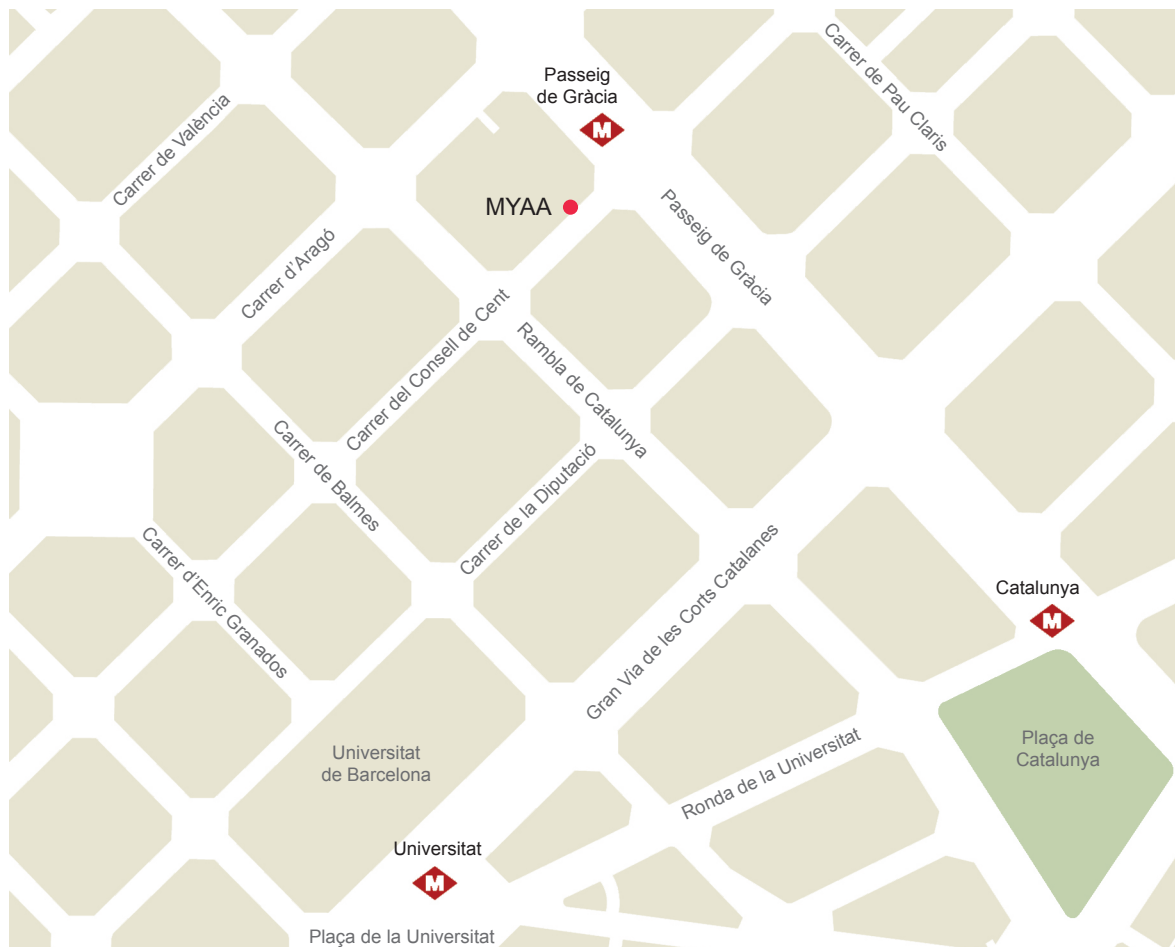 Carrer de Pau Claris
Passeig
de Gràcia
M
Carrer de València
MYAA
Passeig de Gràcia
Carrer d'Aragó
Carrer del Consell de Cent
Rambla de Catalunya
Carrer de Balmes
Carrer de la Diputació
Carrer d'Enric Granados
Gran Via de les Corts Catalanes
Catalunya
M
Universitat
de Barcelona
Ronda de la Universitat
Plaça de
Catalunya
Universitat
M
Plaça de la Universitat